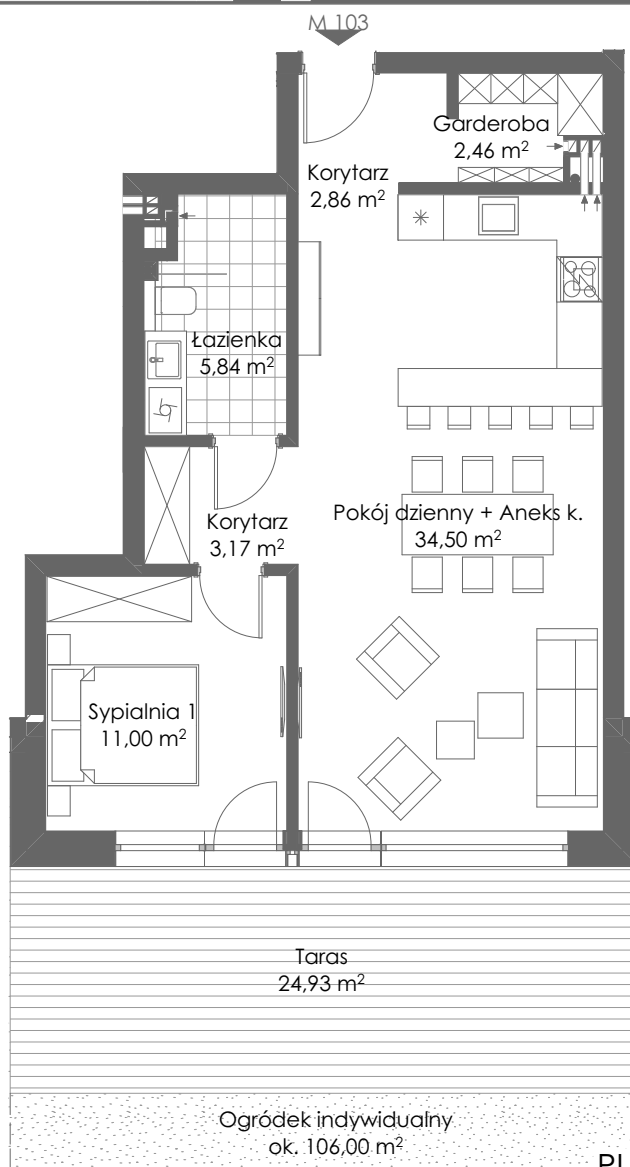 M 103
Garderoba
2,46 m²
Korytarz
2,86 m²
Łazienka
5,84 m²
Korytarz
3,17 m²
Pokój dzienny + Aneks k.
34,50 m²
Sypialnia 1
11,00 m²
Taras
24,93 m²
Ogródek indywidualny
ok. 106,00 m²